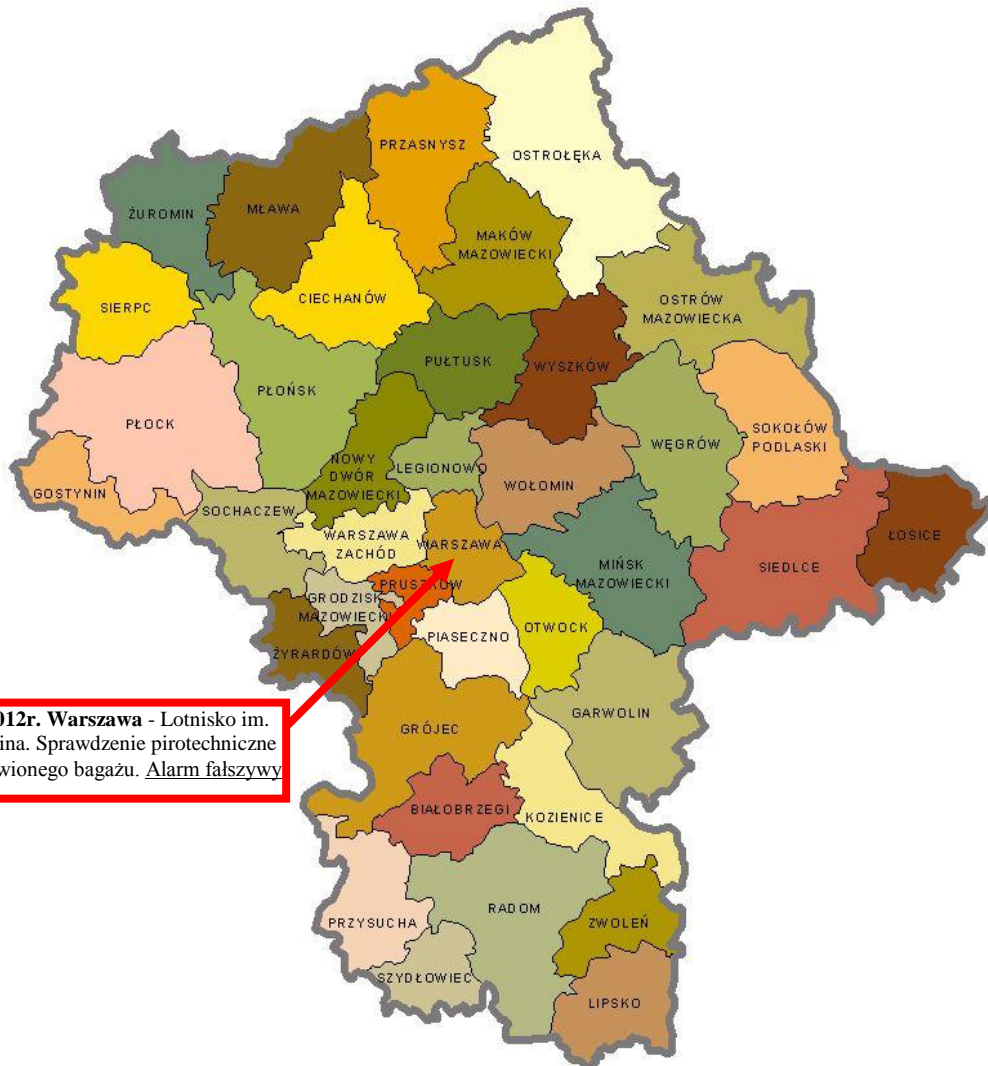 PRZASNYSZ
OSTROŁĘKA
ŻUROMIN
MŁAWA
MAKÓW
MAZOWIECKI
SIERPC
CIECHANÓW
OSTRÓW
MAZOWIECKA
PŁOŃSK
PUŁTUSK
WYSZKÓW
PŁOCK
SOKOŁÓW
PODLASKI
WĘGRÓW
NOWY
DWÓR
MAZOWIECKI
LEGIONOWO
WOŁOMIN
GOSTYNIN
SOCHACZEW
WARSZAWA
ZACHÓD
WARSZAWA
MIŃSK
MAZOWIECKI
SIEDLCE
ŁOSICE
PRUSZKÓW
GRODZISK
MAZOWIECKI
PIASECZNO
OTWOCK
ŻYRARDÓW
GARWOLIN
GRÓJEC
012r. Warszawa - Lotnisko im.
ina. Sprawdzenie pirotechniczne
wionego bagażu. Alarm fałszywy
BIAŁOBRZEGI
KOZIENICE
PRZYSUCHA
RADOM
ZWOLEŃ
SZYDŁOWIEC
LIPSKO